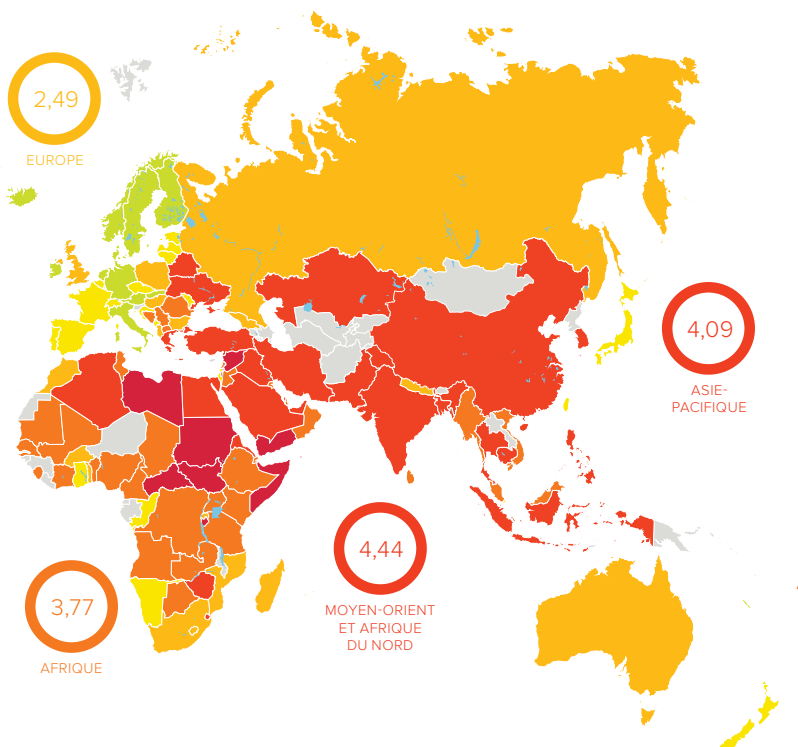 2,49
EUROPE
4,09
ASIE-
PACIFIQUE
4,44
MOYEN-ORIENT
ET AFRIQUE
DU NORD
3,77
AFRIQUE